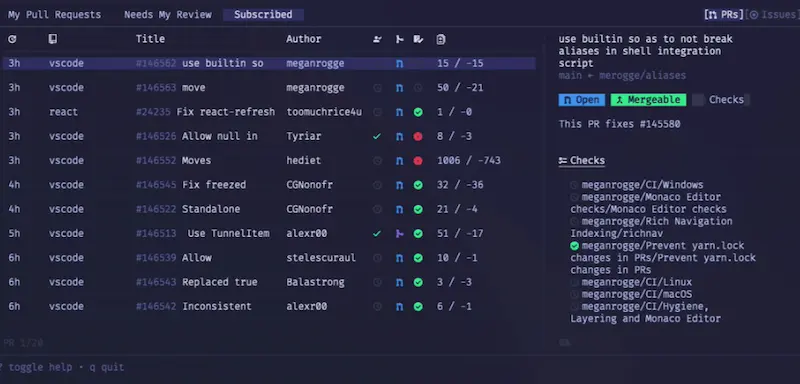 My Pull Requests Needs My Review Subscribed [PRs][Issues]
Title Author
3h vscode #146562 use builtin so meganrogge 15 / -15
3h vscode #146563 move meganrogge 50 / -21
3h react #24235 Fix react-refresh toomuchrice4u 1 / -0
3h vscode #146526 Allow null in Tyriar 8 / -3
3h vscode #146552 Moves hediet 1006 / -743
4h vscode #146545 Fix freezed CGNonofr 32 / -36
4h vscode #146522 Standalone CGNonofr 21 / -4
5h vscode #146513 Use TunnelItem alexr00 51 / -17
6h vscode #146539 Allow stelescuraul 10 / -1
6h vscode #146543 Replaced true Balastrong 3 / -3
6h vscode #146542 Inconsistent alexr00 6 / -1
PR 1/20
? toggle help • q quit
use builtin so as to not break
aliases in shell integration
script
main ← merogge/aliases
Open Mergeable Checks
This PR fixes #145580
Checks
meganrogge/CI/Windows
meganrogge/Monaco Editor
checks/Monaco Editor checks
meganrogge/Rich Navigation
Indexing/richnav
meganrogge/Prevent yarn.lock
changes in PRs/Prevent yarn.lock
changes in PRs
meganrogge/CI/Linux
meganrogge/CI/macOS
meganrogge/CI/Hygiene,
Layering and Monaco Editor